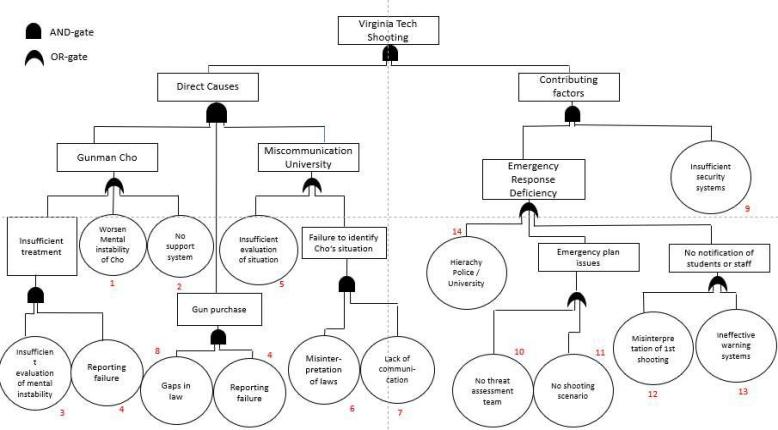 Virginia Tech
Shooting
AND-gate
OR-gate
Direct Causes
Contributing
factors
Gunman Cho
Miscommunication
University
Emergency
Response
Deficiency
Insufficient
security
systems
9
Insufficient
treatment
Worsen
Mental
instability
of Cho
1
No
support
system
2
Insufficient
evaluation
of situation
5
Failure to identify
Cho's situation
14
Hierachy
Police /
University
Emergency plan
issues
No notification of
students or staff
Gun purchase
Insufficien
t
evaluation
of mental
instability
3
Reporting
failure
4
8
Gaps in
law
4
Reporting
failure
Misinter-
pretation
of laws
6
Lack of
communi-
cation
7
10
No threat
assessment
team
11
No shooting
scenario
Misinterpre
tation of 1st
shooting
12
Ineffective
warning
systems
13